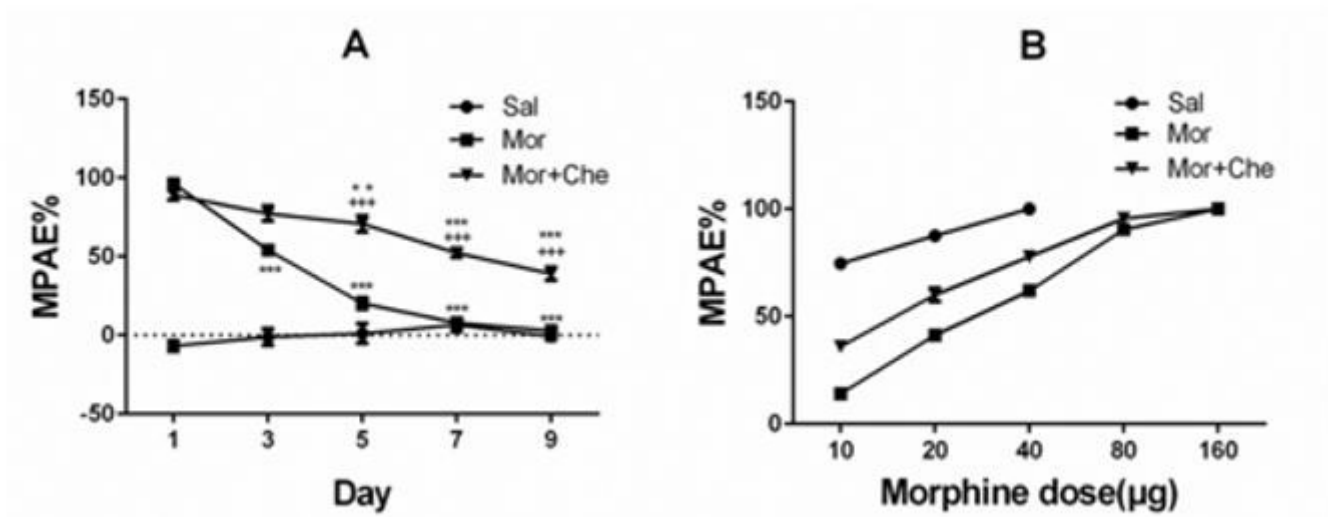 A
150
100
50
0
-50
MPAE%
Sal
Mor
Mor+Che
* *
+++
***
+++
***
+++
***
***
***
***
1 3 5 7 9
Day
B
150
100
50
0
MPAE%
Sal
Mor
Mor+Che
10 20 40 80 160
Morphine dose(µg)